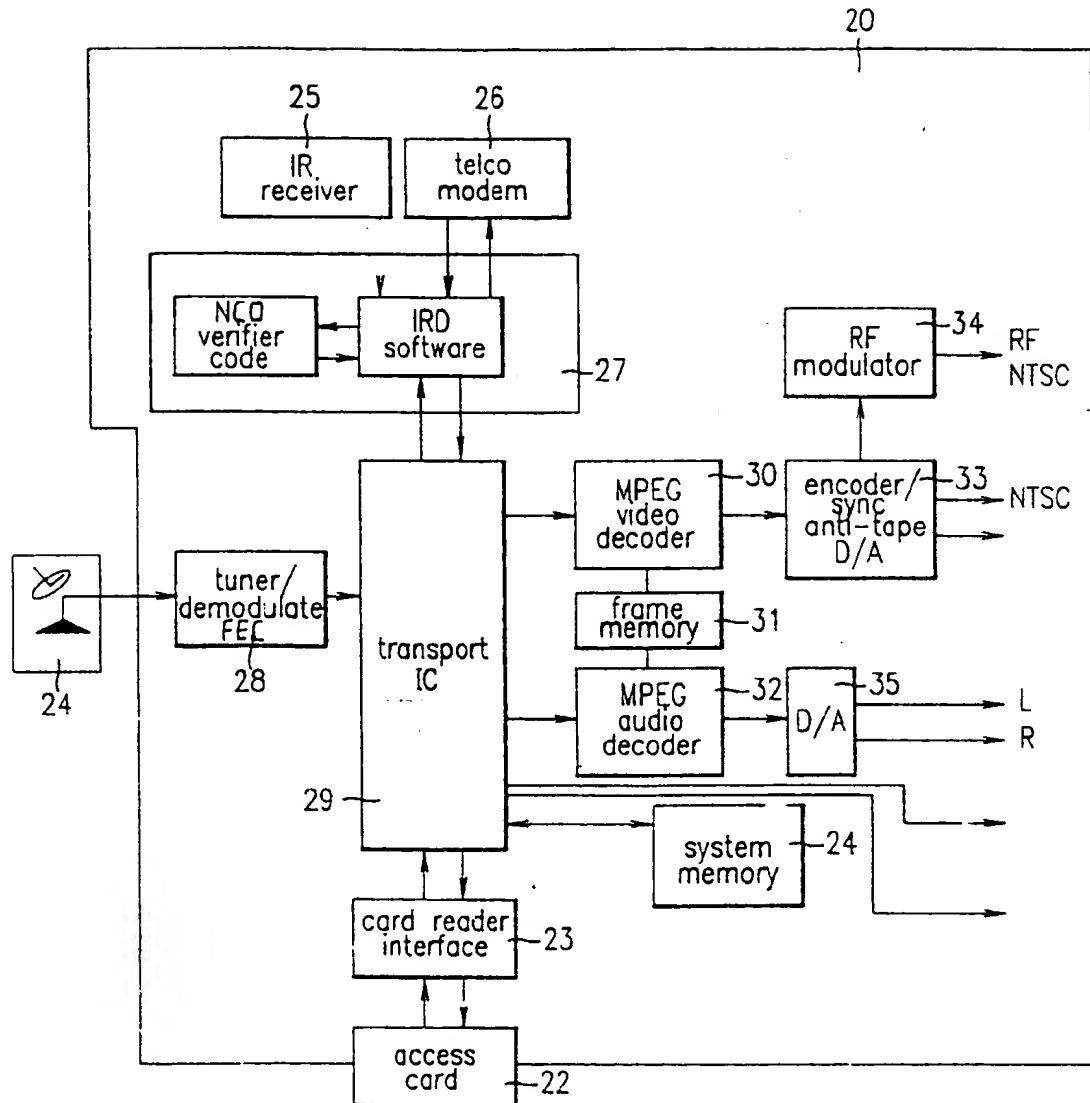 20
25
26
IR
receiver
telco
modem
NCO
verifier
code
IRD
software
27
RF
modulator
34
RF
NTSC
MPEG
video
decoder
30
encoder/
sync
anti-tape
D/A
33
NTSC
24
tuner/
demodulate
FEC
28
transport
IC
29
frame
memory
31
MPEG
audio
decoder
32
D/A
35
L
R
system
memory
24
card reader
interface
23
access
card
22